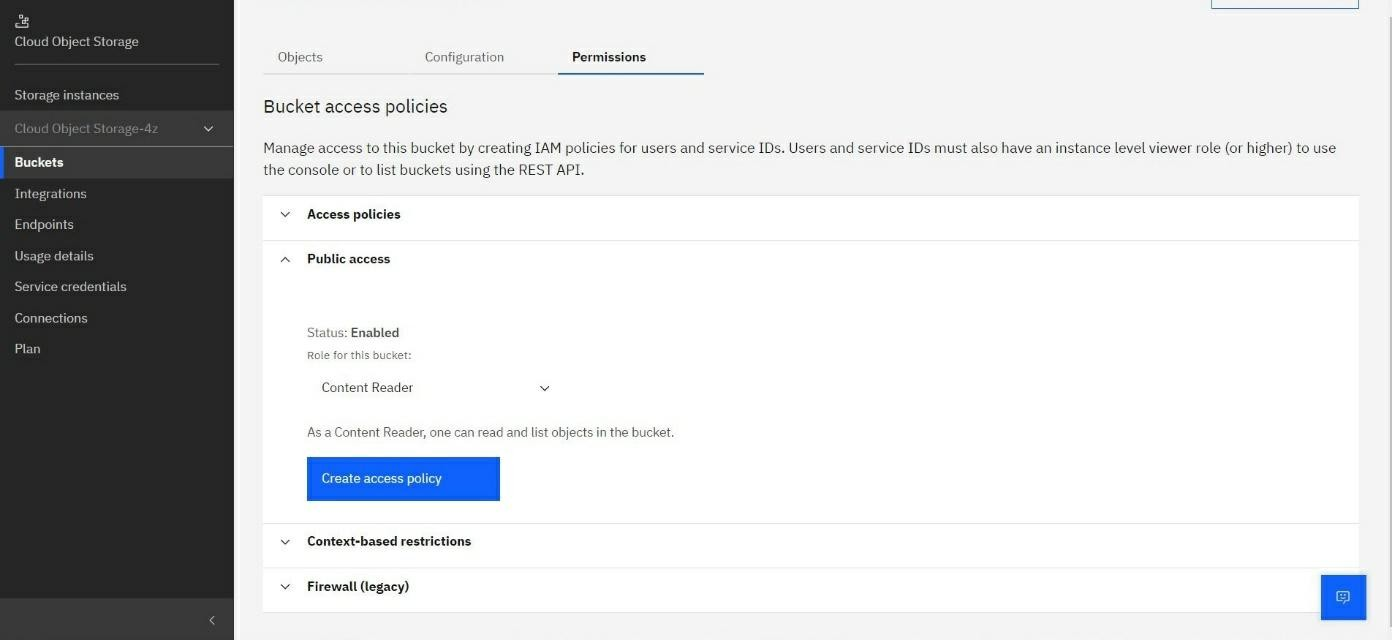 Cloud Object Storage
Storage instances
Cloud Object Storage-4z
Buckets
Integrations
Endpoints
Usage details
Service credentials
Connections
Plan
Objects
Configuration
Permissions
Bucket access policies
Manage access to this bucket by creating IAM policies for users and service IDs. Users and service IDs must also have an instance level viewer role (or higher) to use
the console or to list buckets using the REST API.
Access policies
Public access
Status: Enabled
Role for this bucket:
Content Reader
As a Content Reader, one can read and list objects in the bucket.
Create access policy
Context-based restrictions
Firewall (legacy)